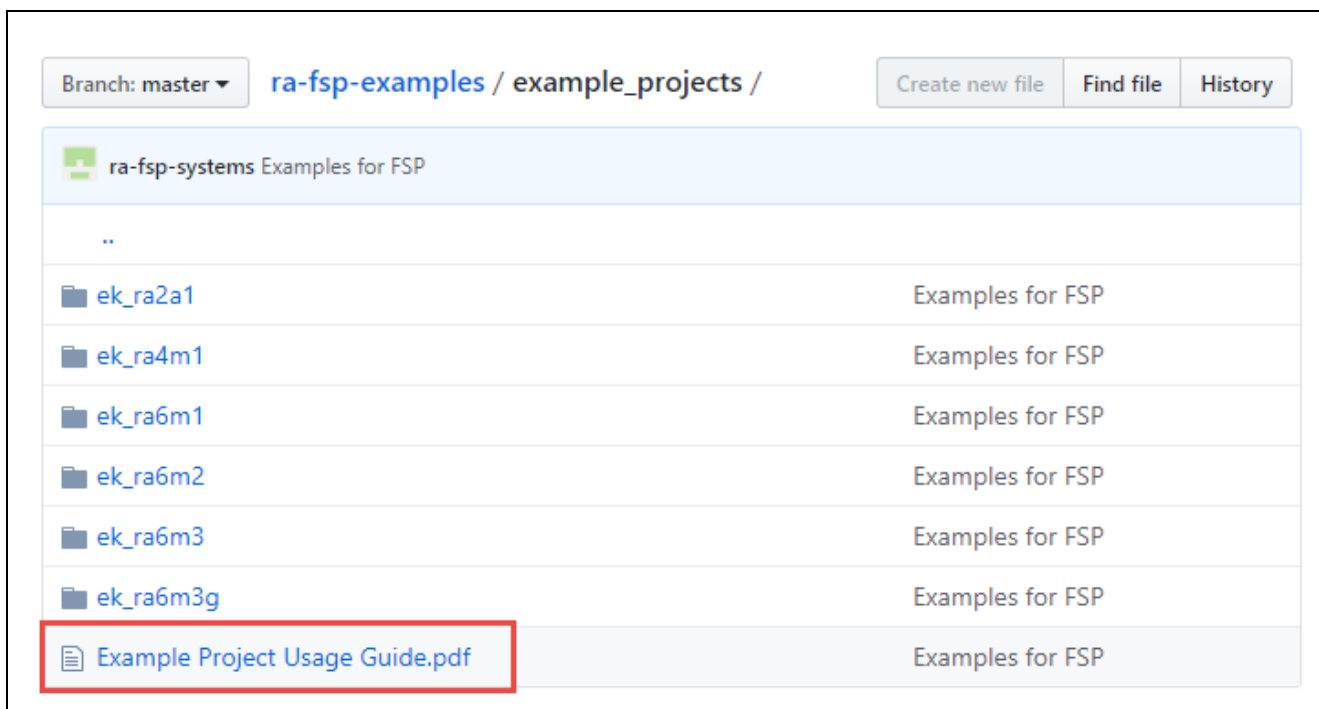 Branch: master ra-fsp-examples / example_projects / Create new file Find file History
ra-fsp-systems Examples for FSP
..
ek_ra2a1 Examples for FSP
ek_ra4m1 Examples for FSP
ek_ra6m1 Examples for FSP
ek_ra6m2 Examples for FSP
ek_ra6m3 Examples for FSP
ek_ra6m3g Examples for FSP
Example Project Usage Guide.pdf Examples for FSP